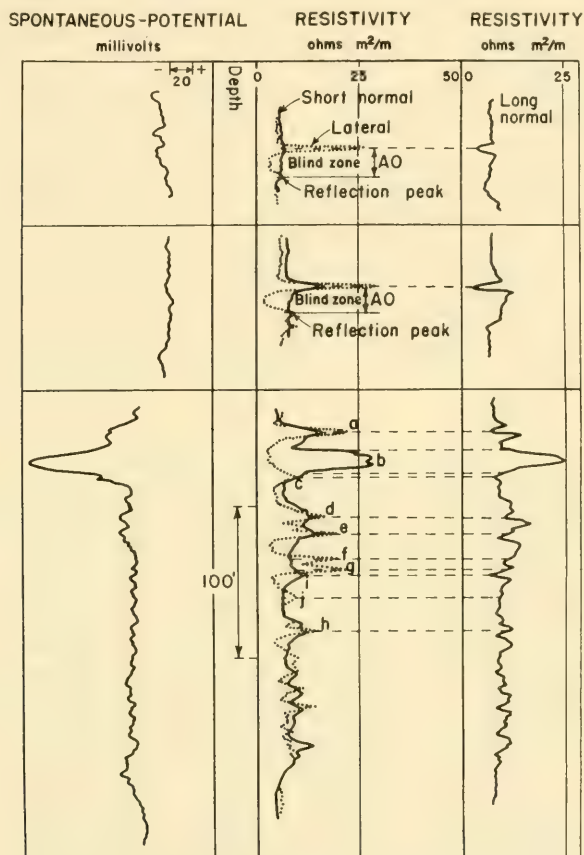 SPONTANEOUS-POTENTIAL
millivolts
- +
20
Depth
RESISTIVITY
ohms m²/m
0 25 50
RESISTIVITY
ohms m²/m
0 25
Short normal
Lateral
Blind zone
AO
Reflection peak
Long
normal
Blind zone
AO
Reflection peak
a
b
c
d
e
f
g
i
j
h
100'